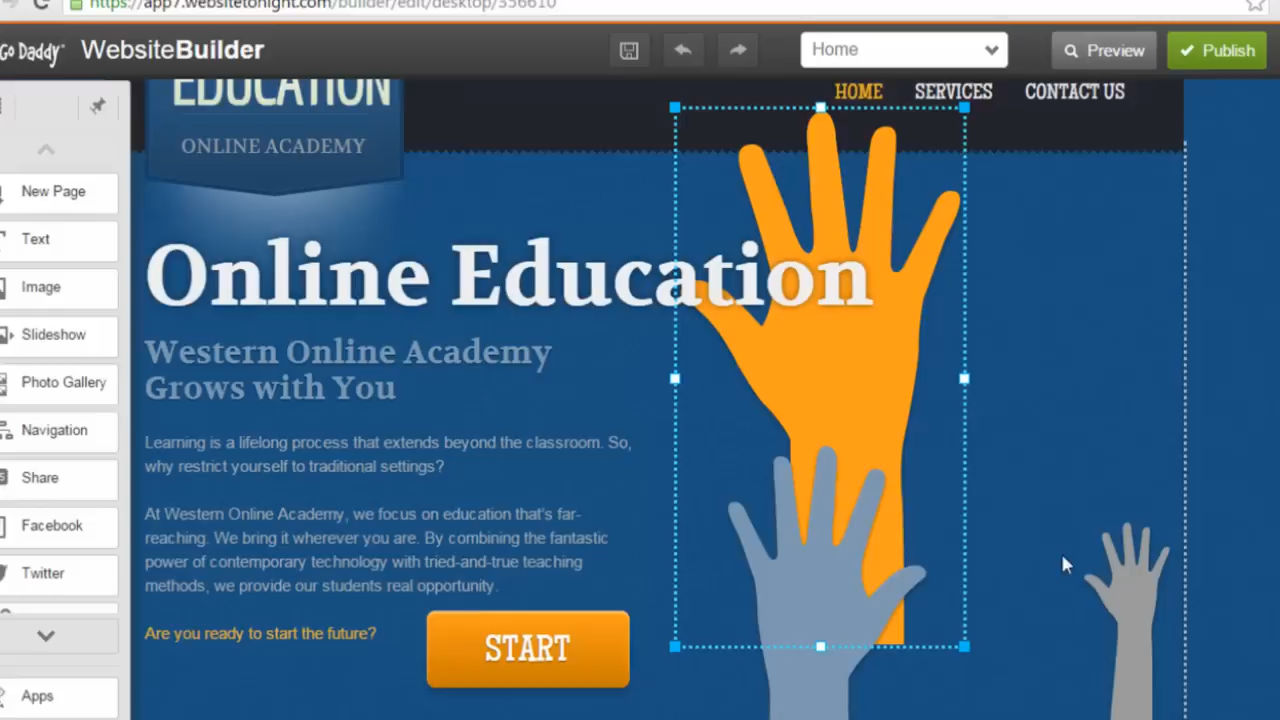 https://app7.websitetonight.com/builder/edit/desktop/356610
Go Daddy WebsiteBuilder
Home
Preview
Publish
EDUCATION
ONLINE ACADEMY
HOME SERVICES CONTACT US
New Page
Text
Image
Slideshow
Photo Gallery
Navigation
Share
Facebook
Twitter
Apps
Online Education
Western Online Academy
Grows with You
Learning is a lifelong process that extends beyond the classroom. So,
why restrict yourself to traditional settings?
At Western Online Academy, we focus on education that's far-
reaching. We bring it wherever you are. By combining the fantastic
power of contemporary technology with tried-and-true teaching
methods, we provide our students real opportunity.
Are you ready to start the future?
START